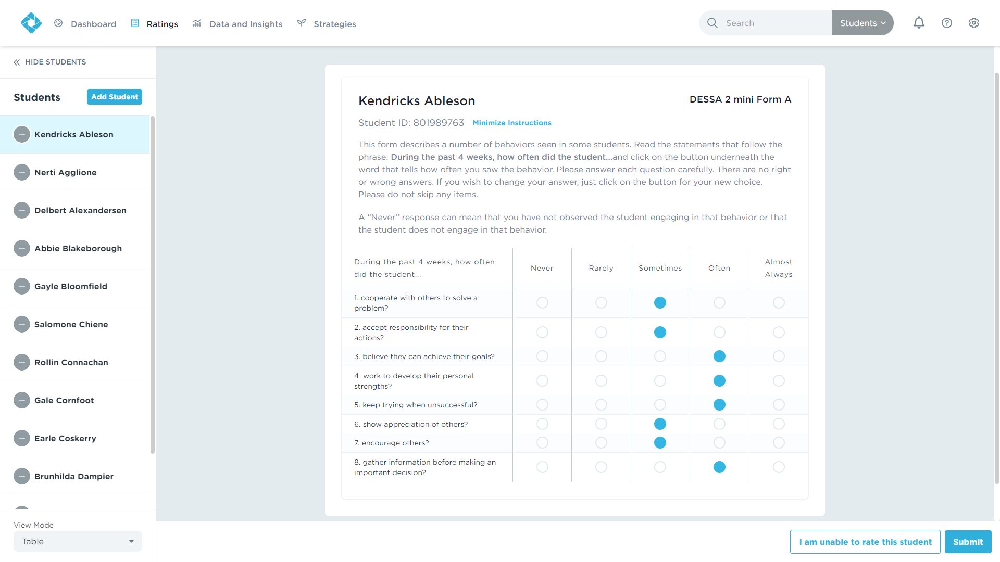 Dashboard
Ratings
Data and Insights
Strategies
Search
Students
HIDE STUDENTS
Students
Add Student
Kendricks Ableson
Nerti Agglione
Delbert Alexandersen
Abbie Blakeborough
Gayle Bloomfield
Salomone Chiene
Rollin Connachan
Gale Cornfoot
Earle Coskerry
Brunhilda Dampier
View Mode
Table
Kendricks Ableson
DESSA 2 mini Form A
Student ID: 801989763 Minimize Instructions
This form describes a number of behaviors seen in some students. Read the statements that follow the
phrase: During the past 4 weeks, how often did the student...and click on the button underneath the
word that tells how often you saw the behavior. Please answer each question carefully. There are no right
or wrong answers. If you wish to change your answer, just click on the button for your new choice.
Please do not skip any items.
A “Never” response can mean that you have not observed the student engaging in that behavior or that
the student does not engage in that behavior.
During the past 4 weeks, how often
did the student...
Never
Rarely
Sometimes
Often
Almost
Always
1. cooperate with others to solve a
problem?
2. accept responsibility for their
actions?
3. believe they can achieve their goals?
4. work to develop their personal
strengths?
5. keep trying when unsuccessful?
6. show appreciation of others?
7. encourage others?
8. gather information before making an
important decision?
I am unable to rate this student
Submit